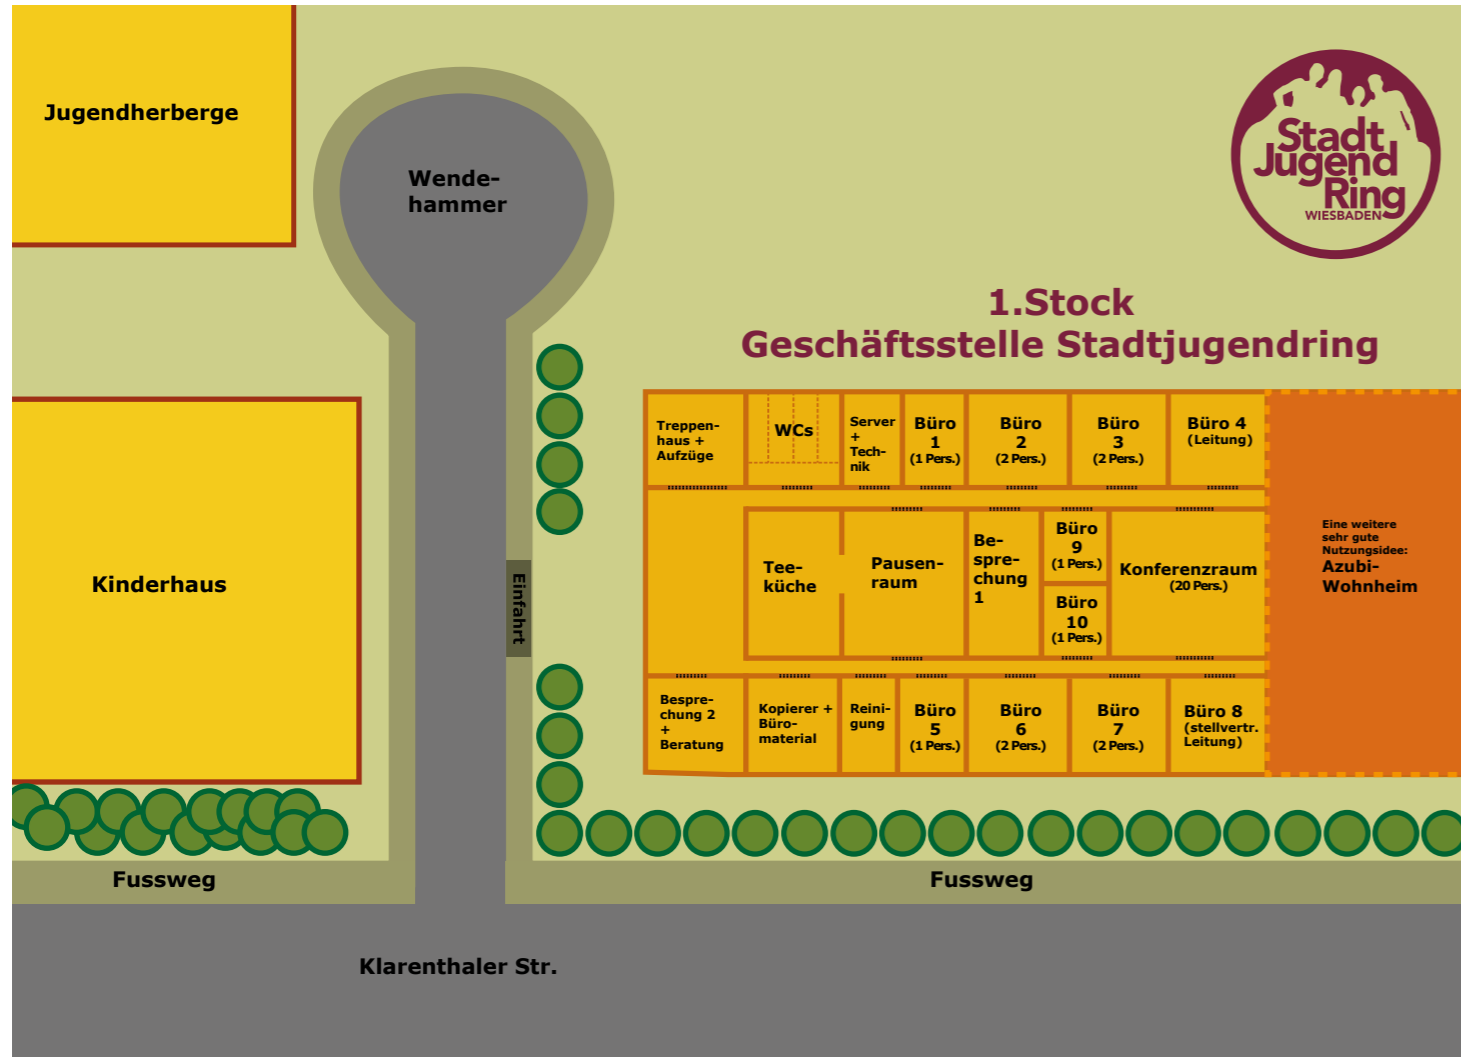 Jugendherberge
Wende-
hammer
Stadt
Jugend
Ring
WIESBADEN
1.Stock
Geschäftsstelle Stadtjugendring
Treppen-
haus +
Aufzüge
WCs
Server
+
Tech-
nik
Büro
1
(1 Pers.)
Büro
2
(2 Pers.)
Büro
3
(2 Pers.)
Büro 4
(Leitung)
Kinderhaus
Einfahrt
Tee-
küche
Pausen-
raum
Be-
spre-
chung
1
Büro
9
(1 Pers.)
Büro
10
(1 Pers.)
Konferenzraum
(20 Pers.)
Eine weitere
sehr gute
Nutzungsidee:
Azubi-
Wohnheim
Bespre-
chung 2
+
Beratung
Kopierer +
Büro-
material
Reini-
gung
Büro
5
(1 Pers.)
Büro
6
(2 Pers.)
Büro
7
(2 Pers.)
Büro 8
(stellvertr.
Leitung)
Fussweg
Fussweg
Klarenthaler Str.